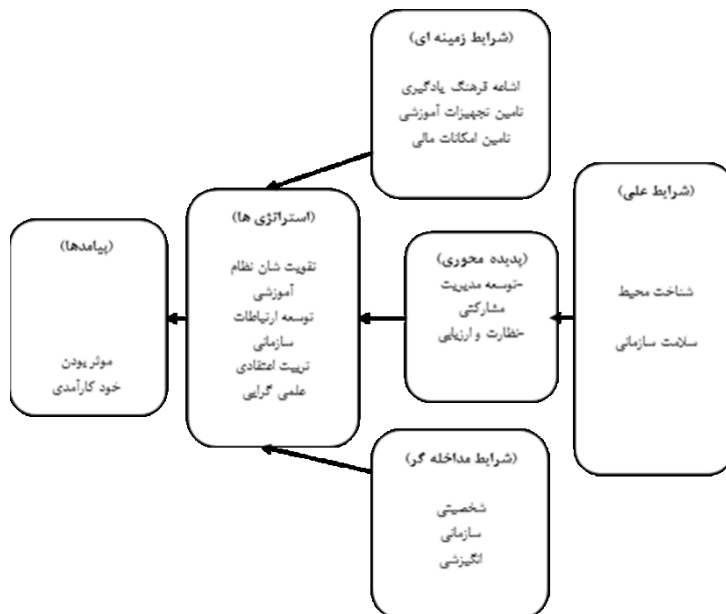 (شرایط زمینه ای)
اشاعه فرهنگ یادگیری
تامین تجهیزات آموزشی
تامین امکانات مالی
(شرایط علی)
شناخت محیط
سلامت سازمانی
(پدیده محوری)
-توسعه مدیریت
مشارکتی
-نظارت و ارزیابی
(استراتژی ها)
تقویت شان نظام
آموزشی
توسعه ارتباطات
سازمانی
تربیت اعتقادی
علمی گرایی
(پیامدها)
موثر بودن
خود کارآمدی
(شرایط مداخله گر)
شخصیتی
سازمانی
انگیزشی